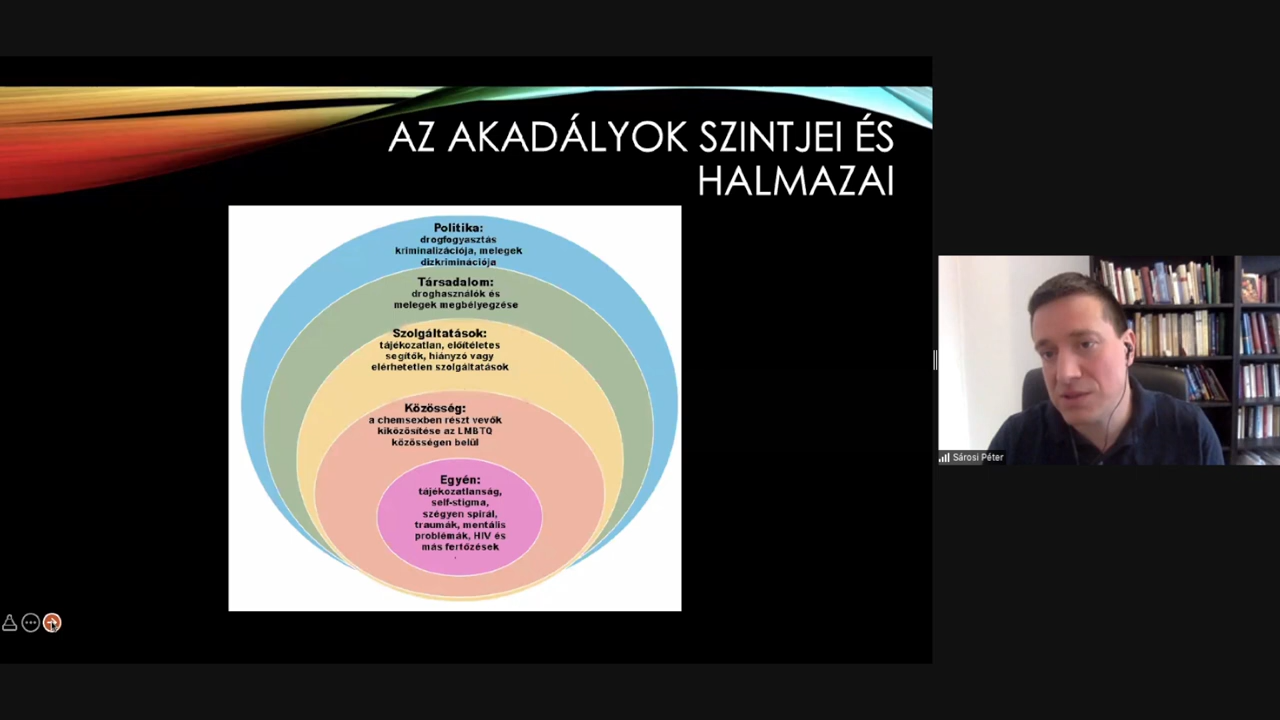 AZ AKADÁLYOK SZINTJEI ÉS
HALMAZAI
Politika:
drogfogyasztás
kriminalizációja, melegek
dizkriminációja
Társadalom:
droghasználók és
melegek megbélyegzése
Szolgáltatások:
tájékozatlan, előítéletes
segítők, hiányzó vagy
elérhetetlen szolgáltatások
Közösség:
a chemsexben részt vevők
kiközösítése az LMBTQ
közösségen belül
Egyén:
tájékozatlanság,
self-stigma,
szégyen spirál,
traumák, mentális
problémák, HIV és
más fertőzések
.
Sárosi Péter